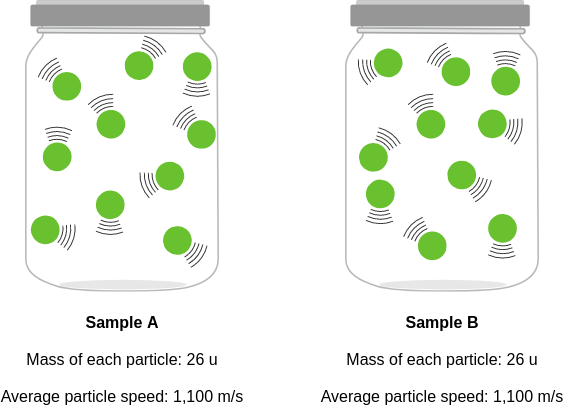 Sample A
Mass of each particle: 26 u
Average particle speed: 1,100 m/s
Sample B
Mass of each particle: 26 u
Average particle speed: 1,100 m/s